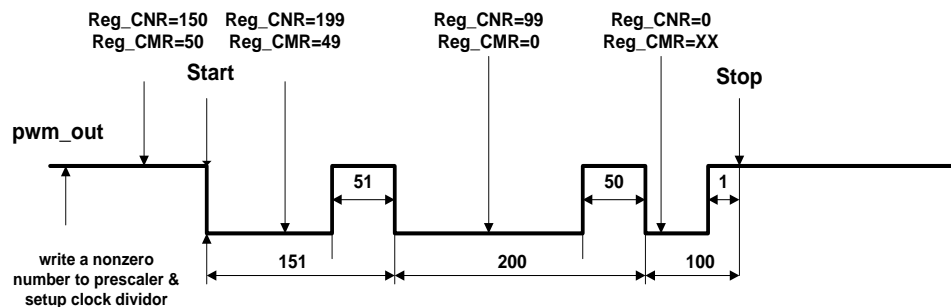 Reg_CNR=150
Reg_CMR=50
Reg_CNR=199
Reg_CMR=49
Reg_CNR=99
Reg_CMR=0
Reg_CNR=0
Reg_CMR=XX
Start
Stop
pwm_out
51
50
1
write a nonzero
number to prescaler &
setup clock dividor
151
200
100